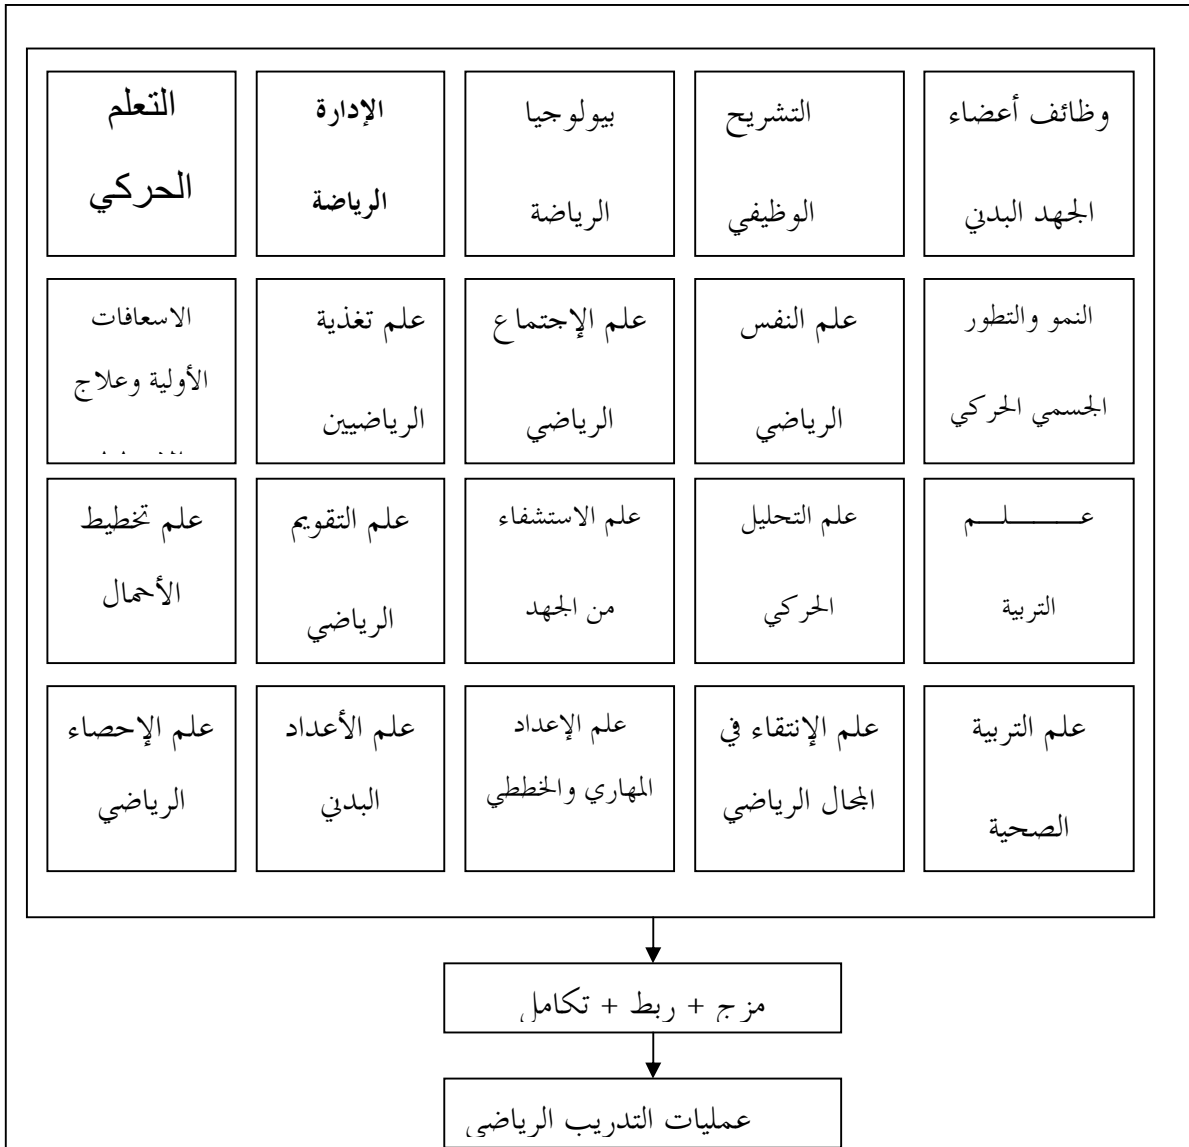 وظائف أعضاء
الجهد البدني
التشريح
الوظيفي
بيولوجيا
الرياضة
الإدارة
الرياضة
التعلم
الحركي
النمو والتطور
الجسمي الحركي
علم النفس
الرياضي
علم الإجتماع
الرياضي
علم تغذية
الرياضيين
الاسعافات
الأولية وعلاج
عـــــلـــم
التربية
علم التحليل
الحركي
علم الاستشفاء
من الجهد
علم التقويم
الرياضي
علم تخطيط
الأحمال
علم التربية
الصحية
علم الإنتقاء في
المجال الرياضي
علم الإعداد
المهاري والخططي
علم الأعداد
البدني
علم الإحصاء
الرياضي
مزج + ربط + تكامل
عمليات التدريب الرياضي